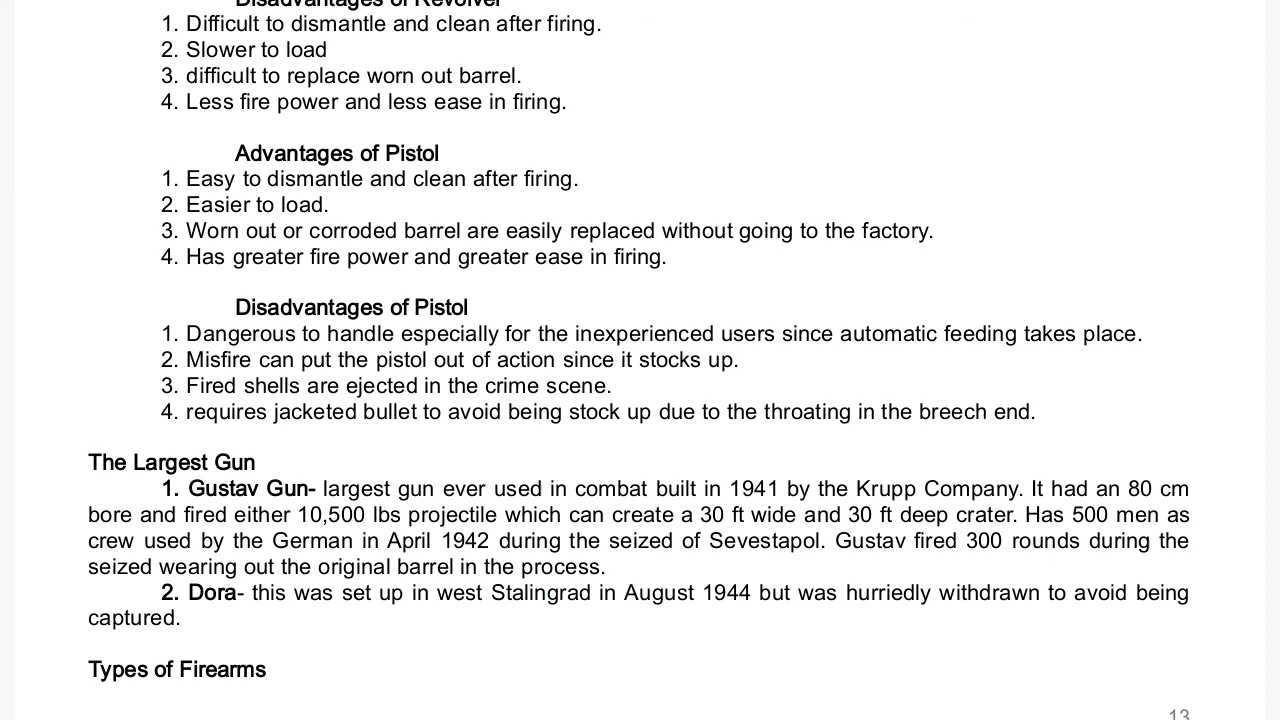 Disadvantages of Revolver
1. Difficult to dismantle and clean after firing.
2. Slower to load
3. difficult to replace worn out barrel.
4. Less fire power and less ease in firing.
Advantages of Pistol
1. Easy to dismantle and clean after firing.
2. Easier to load.
3. Worn out or corroded barrel are easily replaced without going to the factory.
4. Has greater fire power and greater ease in firing.
Disadvantages of Pistol
1. Dangerous to handle especially for the inexperienced users since automatic feeding takes place.
2. Misfire can put the pistol out of action since it stocks up.
3. Fired shells are ejected in the crime scene.
4. requires jacketed bullet to avoid being stock up due to the throating in the breech end.
The Largest Gun
1. Gustav Gun- largest gun ever used in combat built in 1941 by the Krupp Company. It had an 80 cm
bore and fired either 10,500 lbs projectile which can create a 30 ft wide and 30 ft deep crater. Has 500 men as
crew used by the German in April 1942 during the seized of Sevestapol. Gustav fired 300 rounds during the
seized wearing out the original barrel in the process.
2. Dora- this was set up in west Stalingrad in August 1944 but was hurriedly withdrawn to avoid being
captured.
Types of Firearms
13